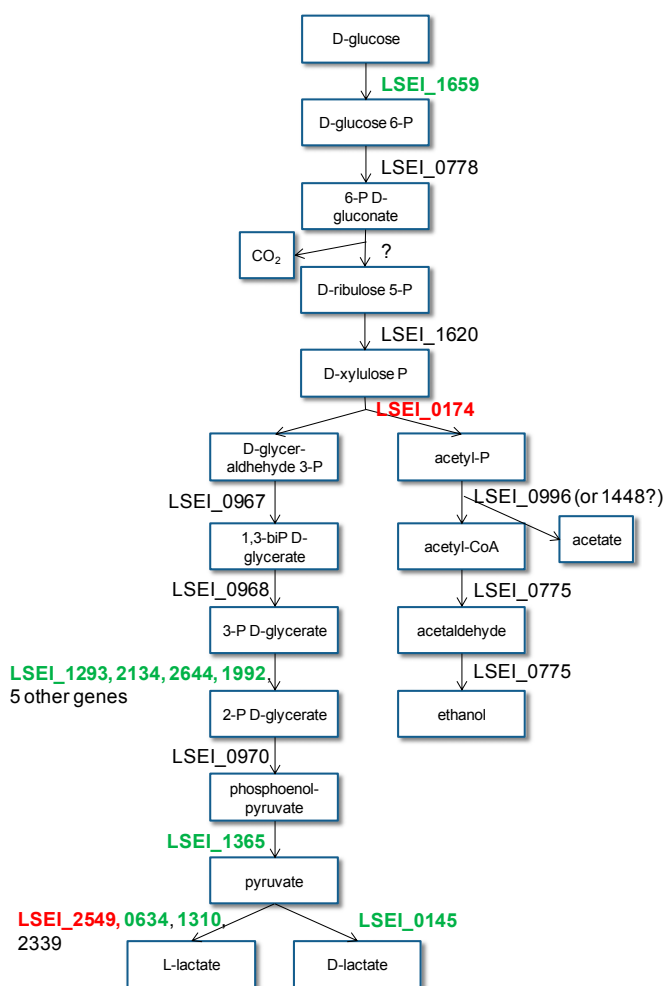 D-glucose
LSEI_1659
D-glucose 6-P
LSEI_0778
6-P D-
gluconate
CO₂
?
D-ribulose 5-P
LSEI_1620
D-xylulose P
LSEI_0174
D-glycer-
aldhehyde 3-P
acetyl-P
LSEI_0967
LSEI_0996 (or 1448?)
1,3-biP D-
glycerate
acetyl-CoA
acetate
LSEI_0968
LSEI_0775
3-P D-glycerate
acetaldehyde
LSEI_1293, 2134, 2644, 1992,
5 other genes
LSEI_0775
2-P D-glycerate
ethanol
LSEI_0970
phosphoenol-
pyruvate
LSEI_1365
pyruvate
LSEI_2549, 0634, 1310,
2339
LSEI_0145
L-lactate
D-lactate